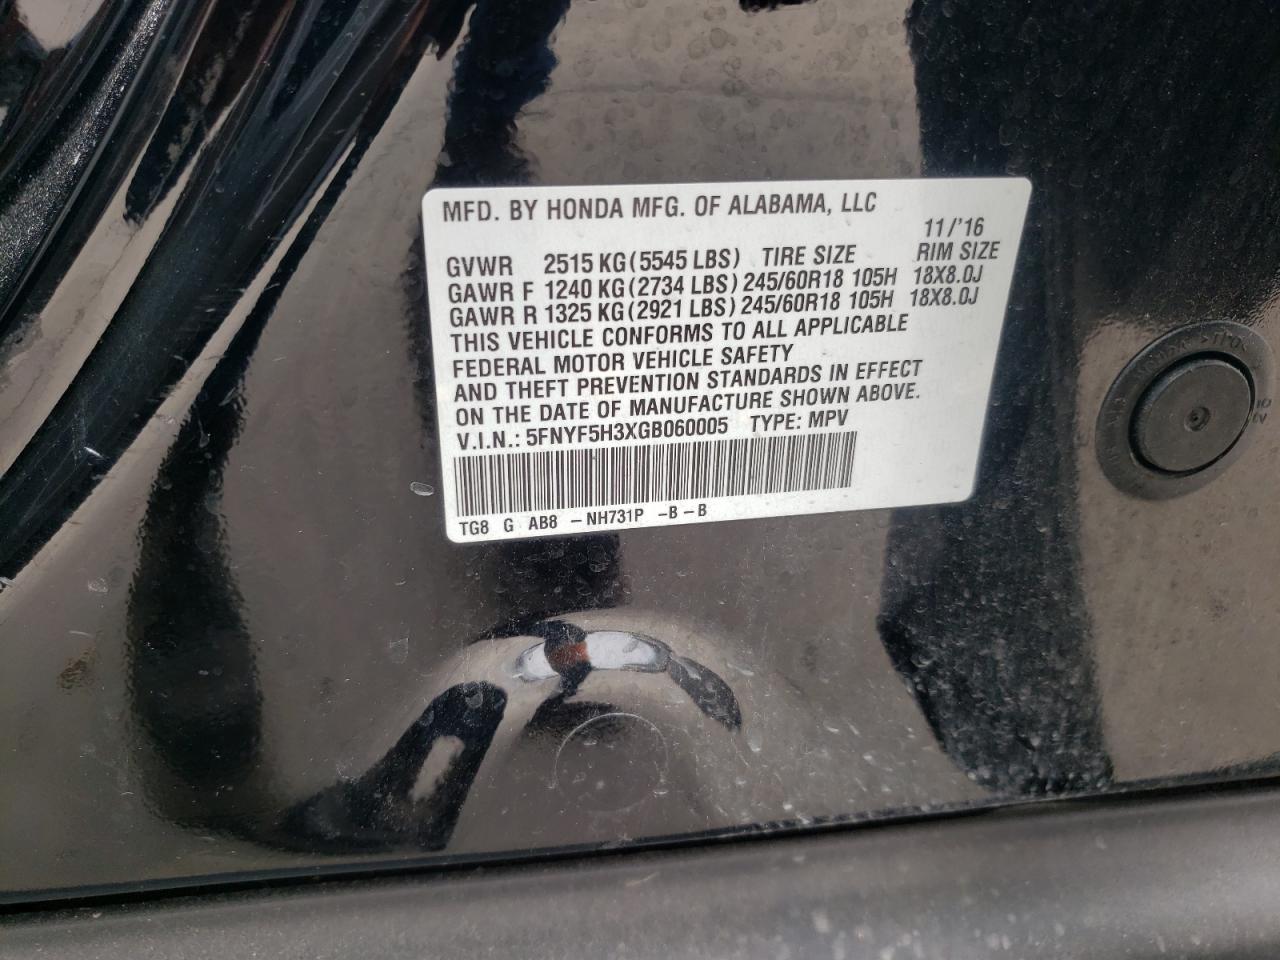 MFD. BY HONDA MFG. OF ALABAMA, LLC
11/'16
GVWR 2515 KG (5545 LBS) TIRE SIZE RIM SIZE
GAWR F 1240 KG (2734 LBS) 245/60R18 105H 18X8.0J
GAWR R 1325 KG (2921 LBS) 245/60R18 105H 18X8.0J
THIS VEHICLE CONFORMS TO ALL APPLICABLE
FEDERAL MOTOR VEHICLE SAFETY
AND THEFT PREVENTION STANDARDS IN EFFECT
ON THE DATE OF MANUFACTURE SHOWN ABOVE.
V.I.N.: 5FNYF5H3XGB060005 TYPE: MPV
TG8 G AB8 -NH731P -B-B